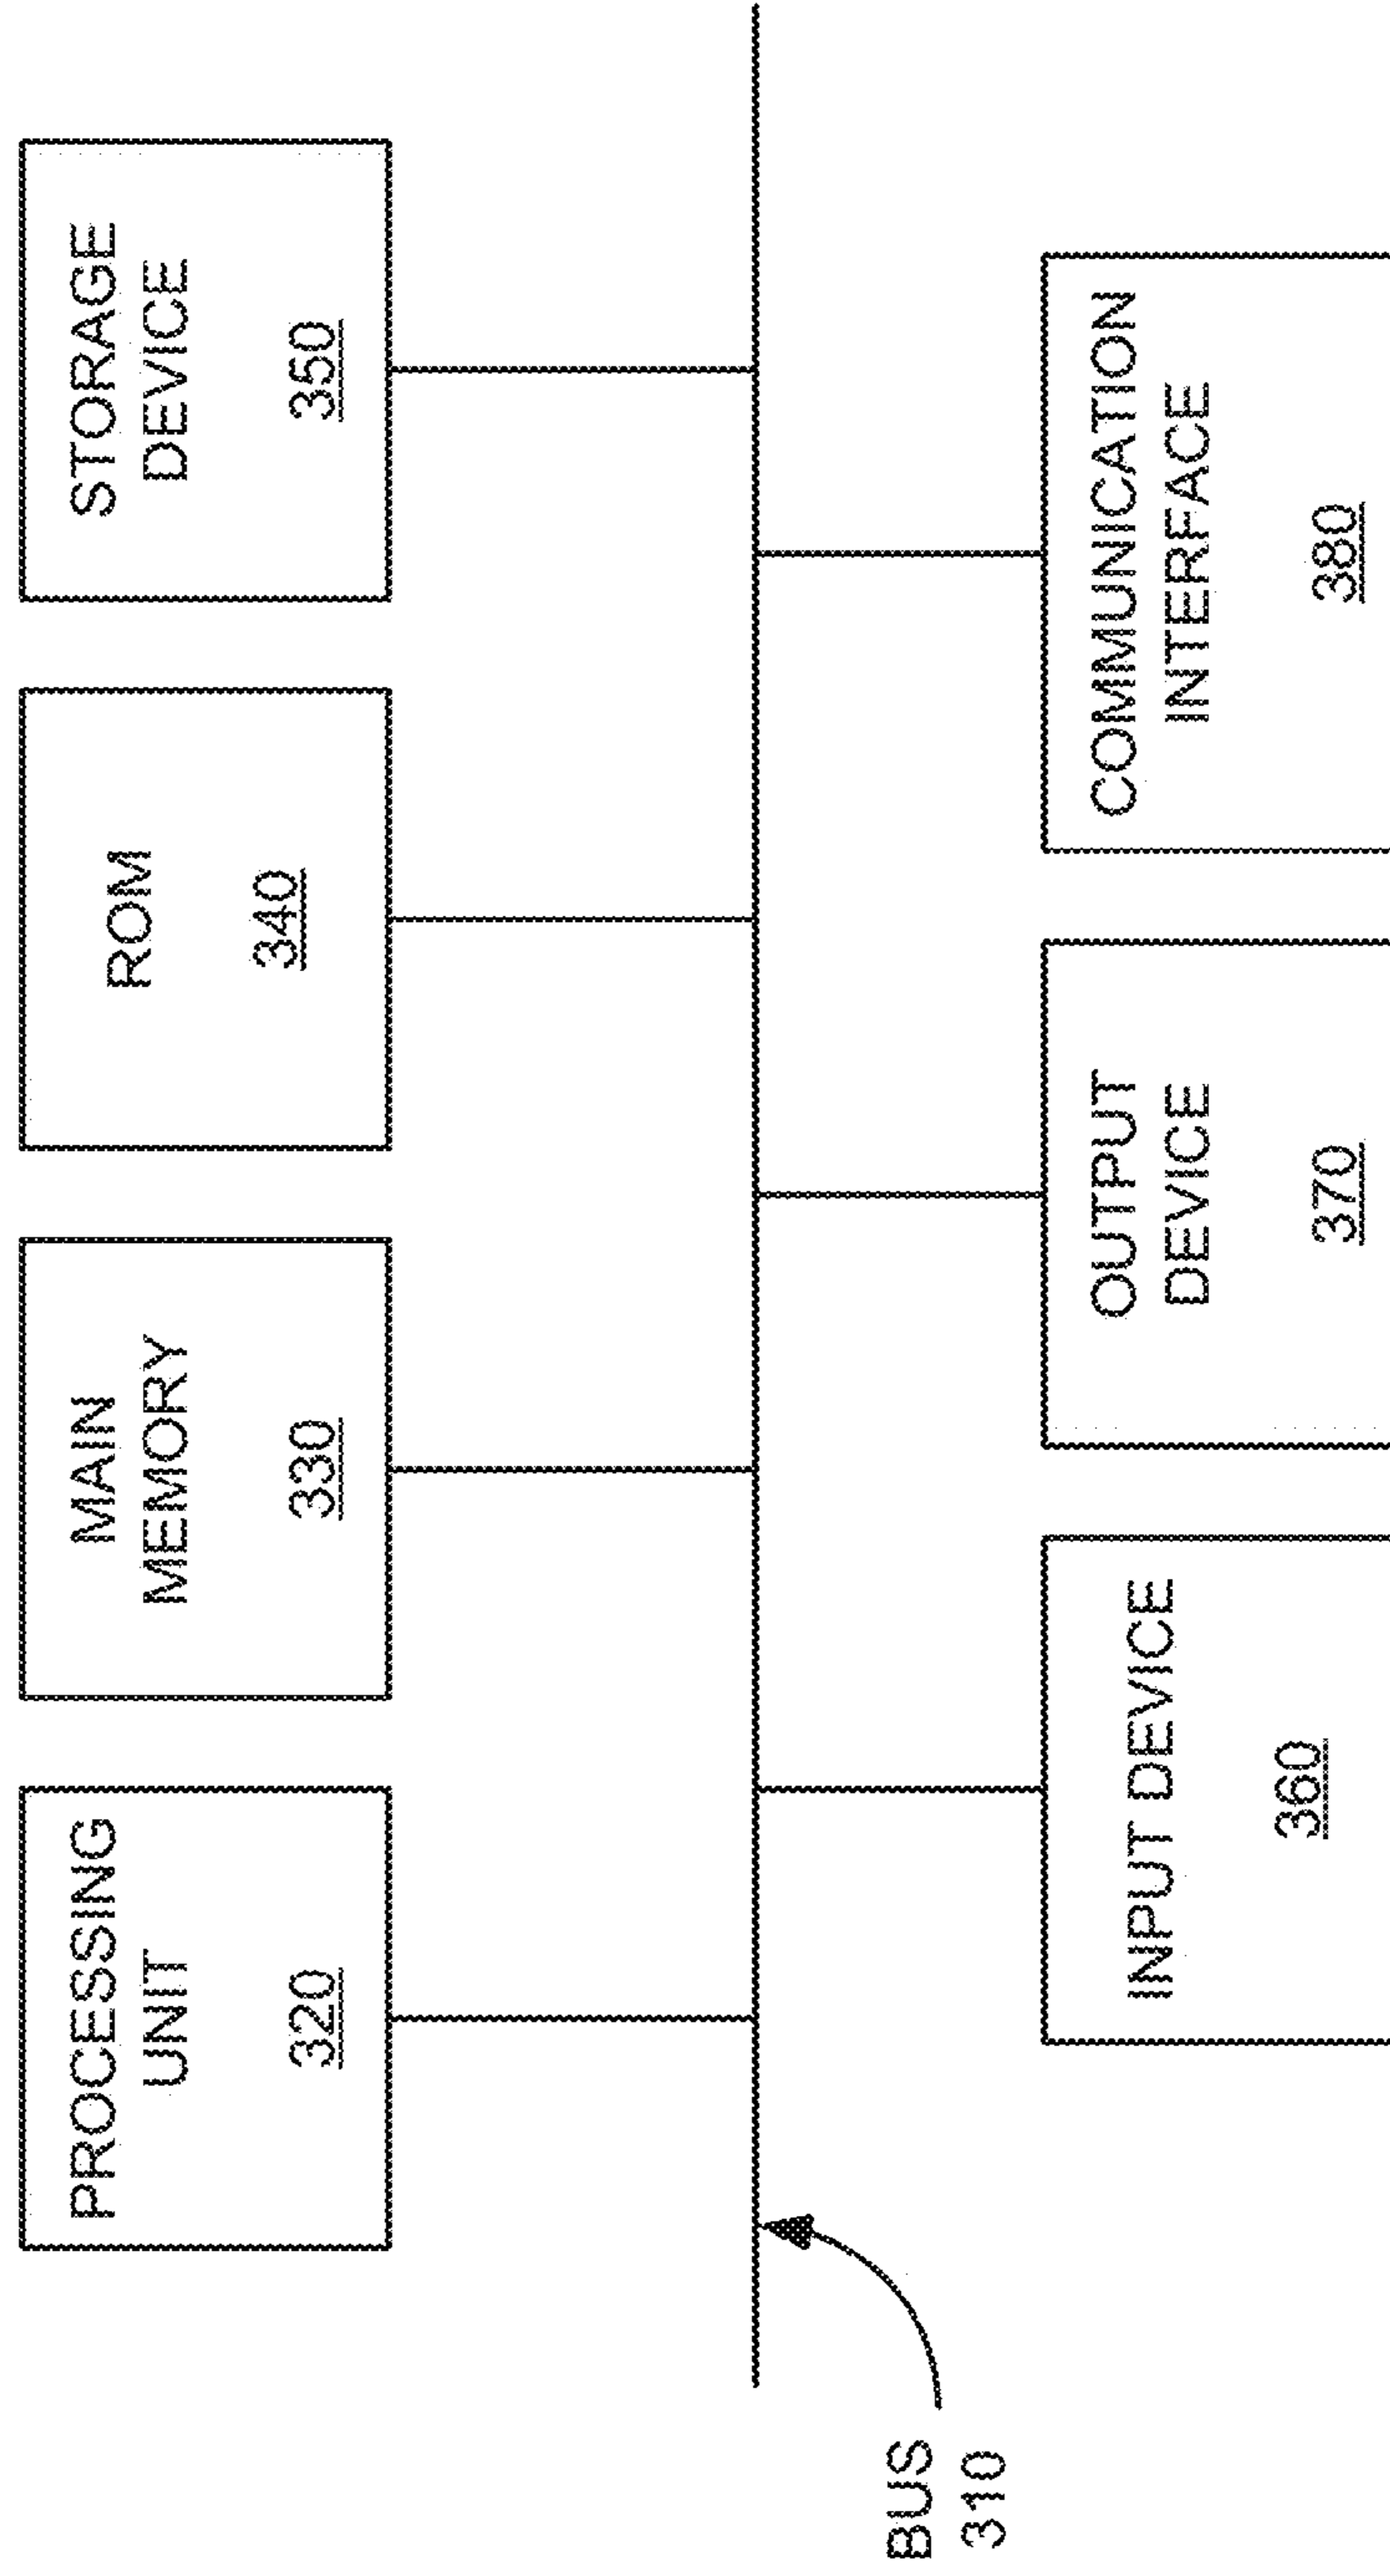 PROCESSING
UNIT
320
MAIN
MEMORY
330
ROM
340
STORAGE
DEVICE
350
BUS
310
INPUT DEVICE
360
OUTPUT
DEVICE
370
COMMUNICATION
INTERFACE
380